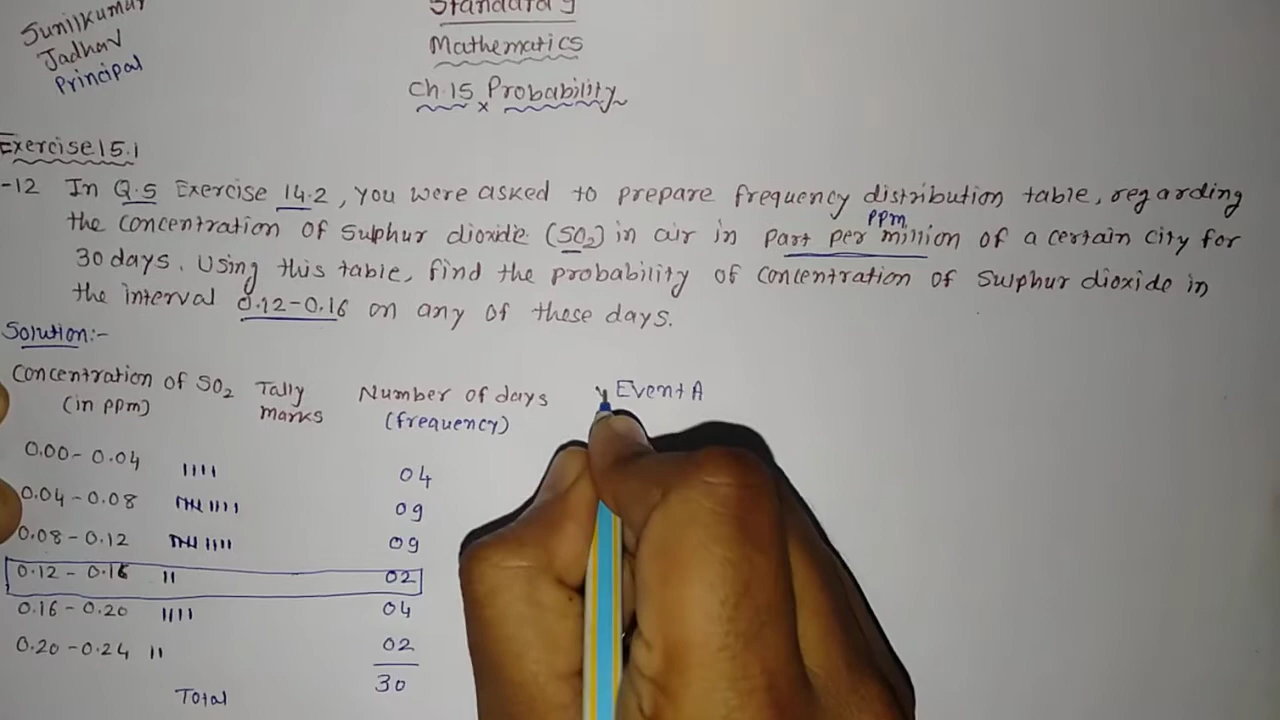 Sunilkumar
Jadhav
Principal
Standard 9
Mathematics
Ch.15 Probability
Exercise 15.1
-12 In Q.5 Exercise 14.2, you were asked to prepare frequency distribution table, regarding
ppm
the concentration of Sulphur dioxide (SO2) in air in part per million of a certain city for
30 days. Using this table, find the probability of concentration of Sulphur dioxide in
the interval 0.12-0.16 on any of these days.
Solution:-
Concentration of SO2 Tally Number of days Event A
(in ppm) marks (frequency)
0.00-0.04 |||| 04
0.04-0.08 𝍸 |||| 09
0.08-0.12 𝍸 |||| 09
0.12-0.16 || 02
0.16-0.20 |||| 04
0.20-0.24 || 02
Total 30